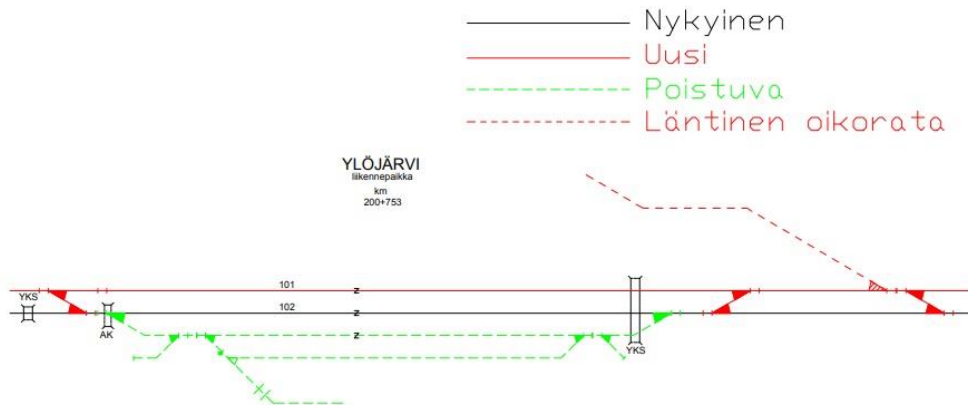 Nykyinen
Uusi
Poistuva
Läntinen oikorata
YLÖJÄRVI
liikennepaikka
km
200+753
101
YKS
z
102
z
AK
z
YKS